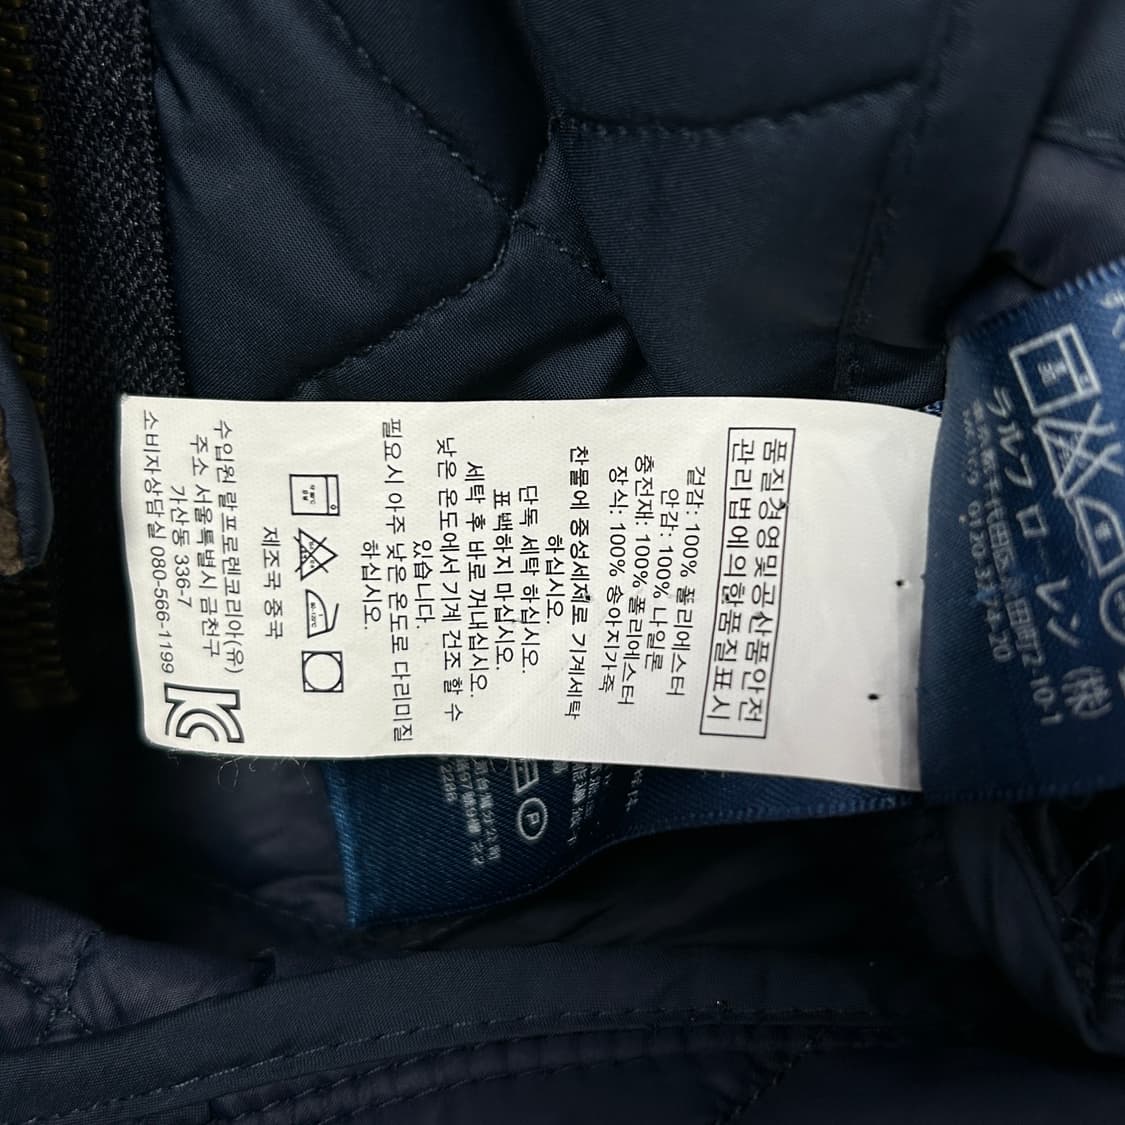 품질경영및공산품안전
관리법에의한품질표시
겉감: 100% 폴리에스터
안감: 100% 나일론
충전재: 100% 폴리에스터
장식: 100% 송아지가죽
찬물에 중성세제로 기계세탁
하십시오.
단독 세탁 하십시오.
표백하지 마십시오.
세탁 후 바로 꺼내십시오.
낮은 온도에서 기계 건조 할 수
있습니다.
필요시 아주 낮은 온도로 다리미질
하십시오.
제조국 중국
수입원 랄프로렌코리아(유)
주소 서울특별시 금천구
가산동 336-7
소비자상담실 080-566-1199
ラルフ ローレン (株)
0120.3274.20
P